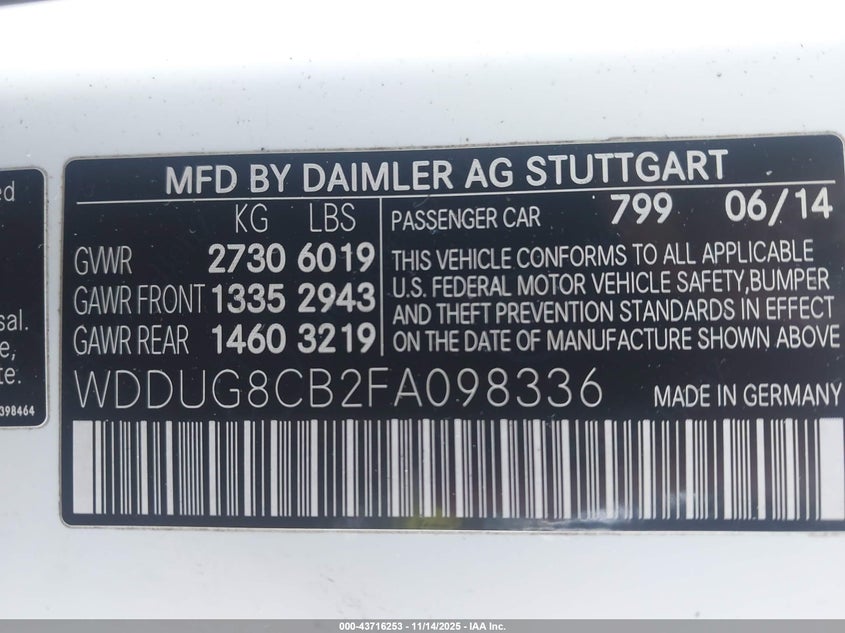 MFD BY DAIMLER AG STUTTGART
KG LBS
GVWR 2730 6019
GAWR FRONT 1335 2943
GAWR REAR 1460 3219
PASSENGER CAR 799 06/14
THIS VEHICLE CONFORMS TO ALL APPLICABLE
U.S. FEDERAL MOTOR VEHICLE SAFETY,BUMPER
AND THEFT PREVENTION STANDARDS IN EFFECT
ON THE DATE OF MANUFACTURE SHOWN ABOVE
WDDUG8CB2FA098336 MADE IN GERMANY
398464
000-43716253 - 11/14/2025 - IAA Inc.